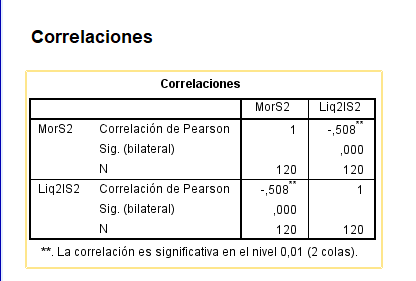 Correlaciones
Correlaciones
MorS2 Liq2IS2
MorS2 Correlación de Pearson 1 -,508**
Sig. (bilateral) ,000
N 120 120
Liq2IS2 Correlación de Pearson -,508** 1
Sig. (bilateral) ,000
N 120 120
**. La correlación es significativa en el nivel 0,01 (2 colas).